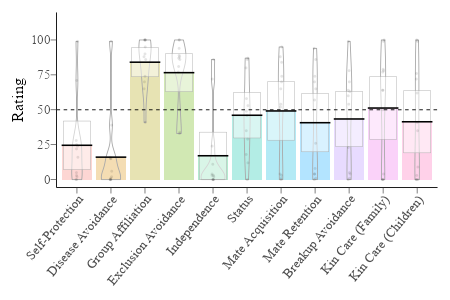 Rating
100
75
50
25
0
Self-Protection
Disease Avoidance
Group Affiliation
Exclusion Avoidance
Independence
Status
Mate Acquisition
Mate Retention
Breakup Avoidance
Kin Care (Family)
Kin Care (Children)